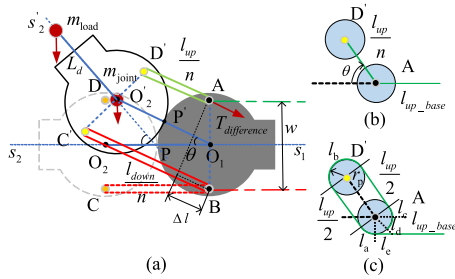 s'2
m_load
L_d
m_joint
D'
l_up
n
D
O'2
A
P'
T_difference
w
C'
s2
O2
P
θ
O1
s1
l_down
n
C
Δl
B
(a)
D'
l_up
n
θ
A
l_up_base
(b)
D'
l_b
r_p
l_up
2
l_up
2
A
l_c
l_up_base
l_d
l_a
l_e
(c)